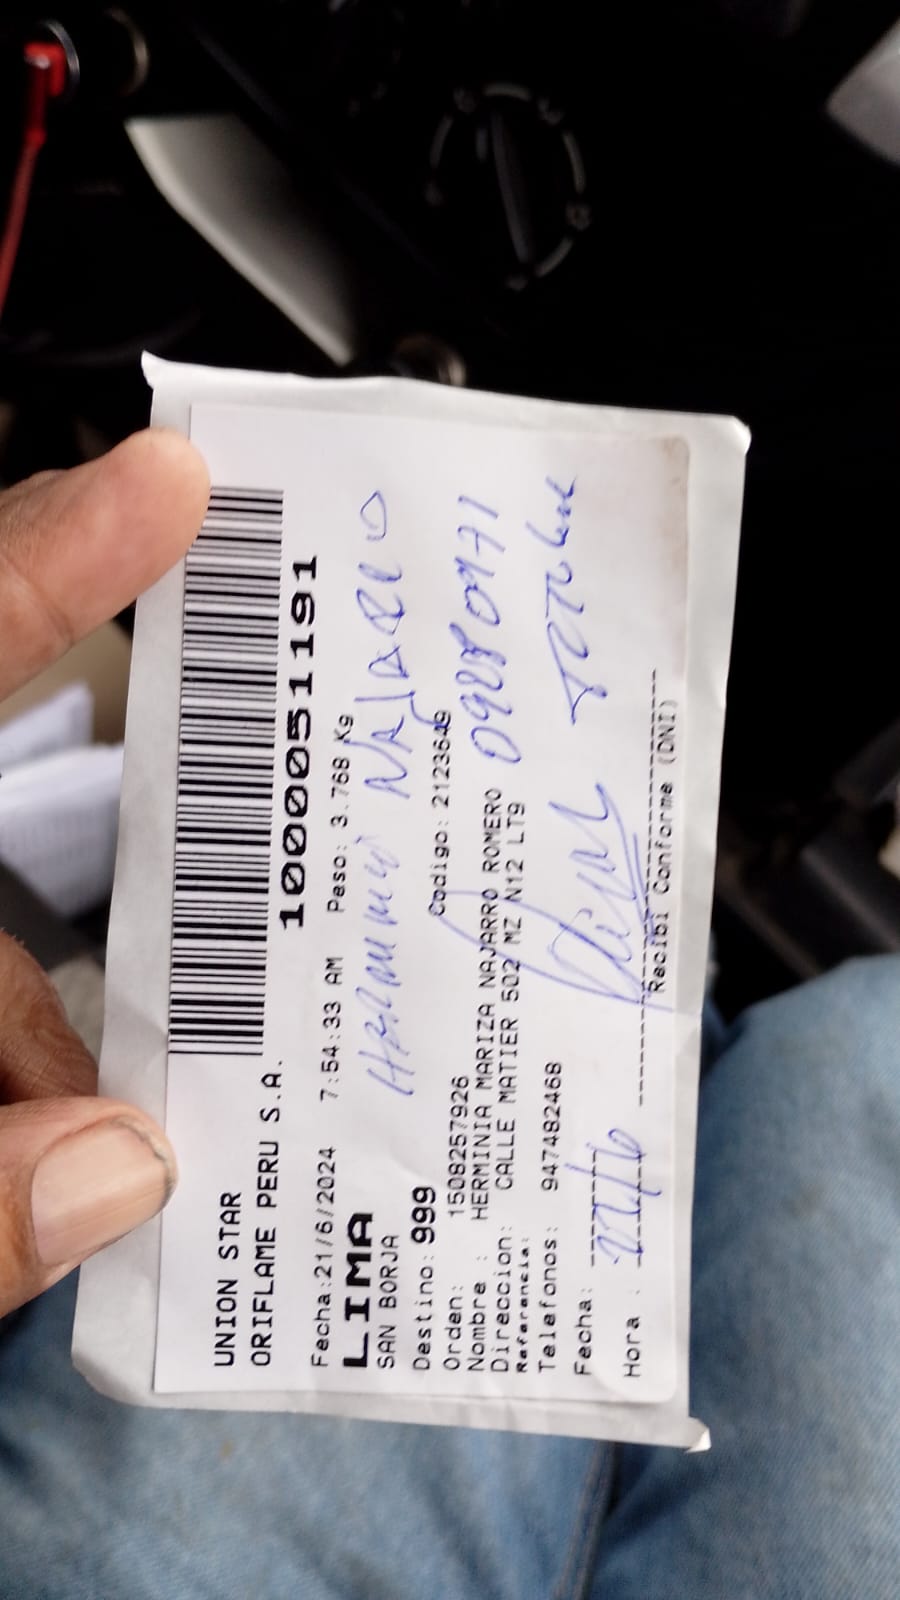 UNION STAR
ORIFLAME PERU S.A.
100051191
Fecha:21/6/2024 7:54:33 AM Peso: 3.768 Kg
LIMA
SAN BORJA
NAJARRO
Destino: 999
Codigo: 2123649
Orden: 1508257926
Nombre : HERMINIA MARIZA NAJARRO ROMERO
Direccion: CALLE MATIER 502 MZ N12 LT9
Referencia:
Telefonos: 947482468
Fecha:
Hora :
Recibi Conforme (DNI)